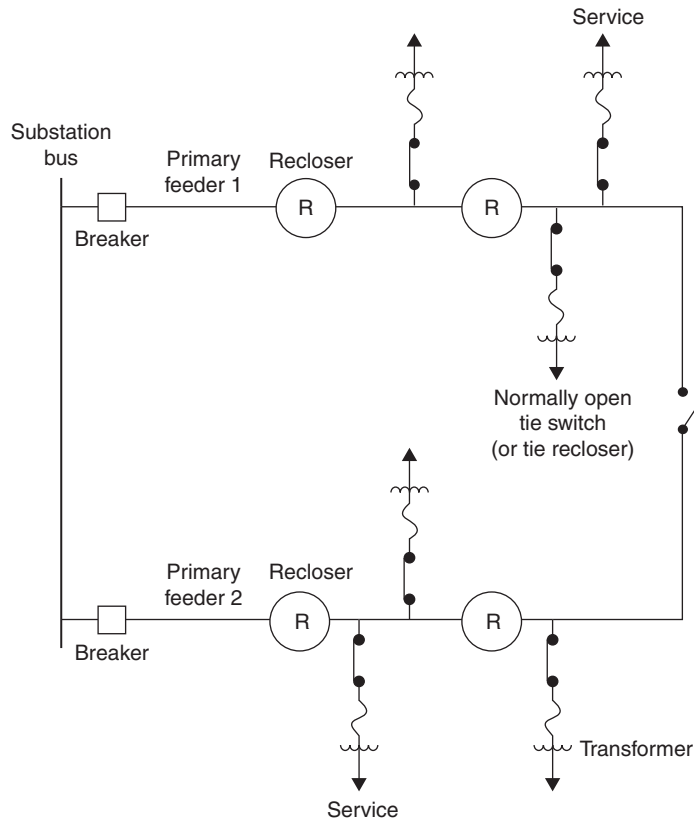 Service
Substation
bus
Primary
feeder 1
Recloser
R
R
Breaker
Normally open
tie switch
(or tie recloser)
Primary
feeder 2
Recloser
R
R
Breaker
Transformer
Service